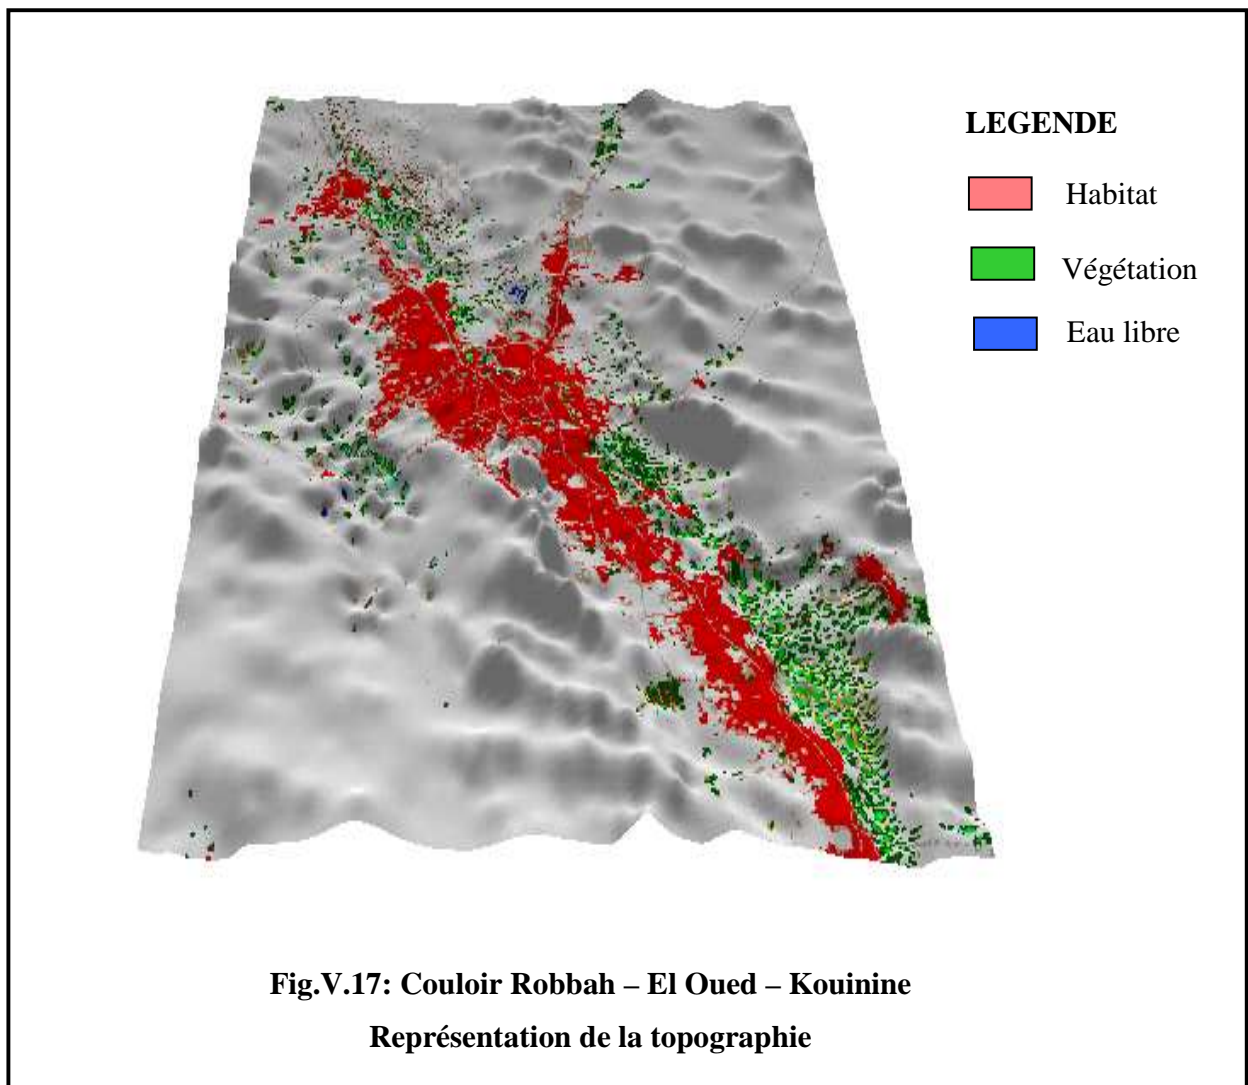 LEGENDE
Habitat
Végétation
Eau libre
Fig.V.17: Couloir Robbah – El Oued – Kouinine
Représentation de la topographie